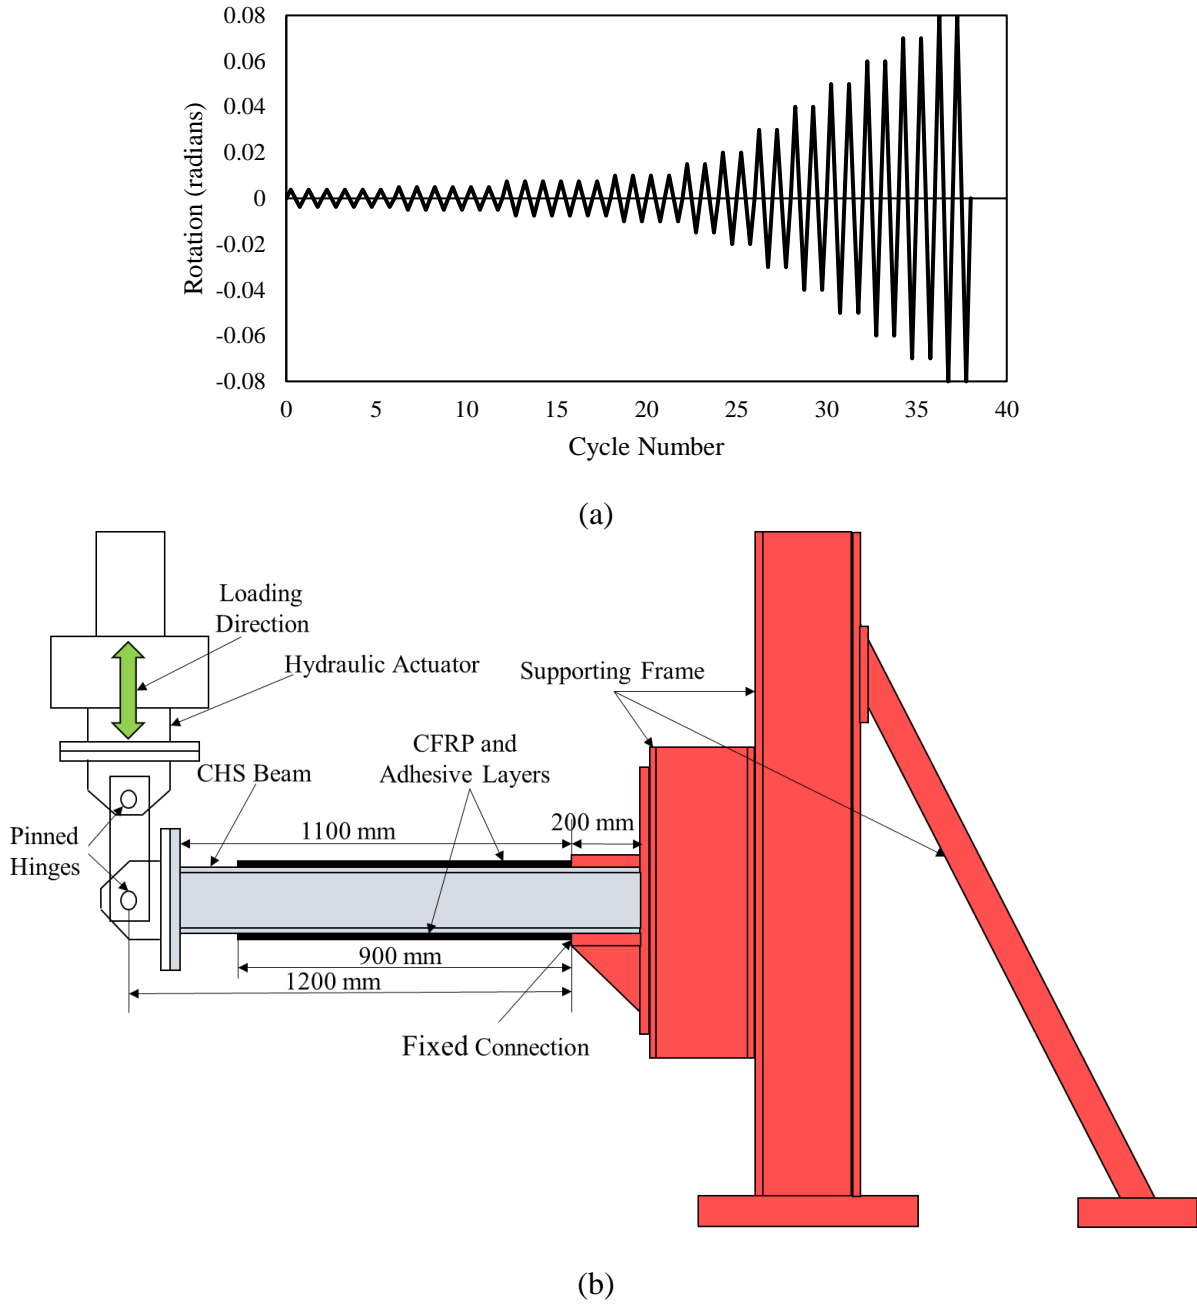 0.08
0.06
0.04
0.02
0
-0.02
-0.04
-0.06
-0.08
Rotation (radians)
0 5 10 15 20 25 30 35 40
Cycle Number
(a)
Loading
Direction
Hydraulic Actuator
Supporting Frame
CFRP and
Adhesive Layers
CHS Beam
1100 mm
200 mm
Pinned
Hinges
900 mm
1200 mm
Fixed Connection
(b)